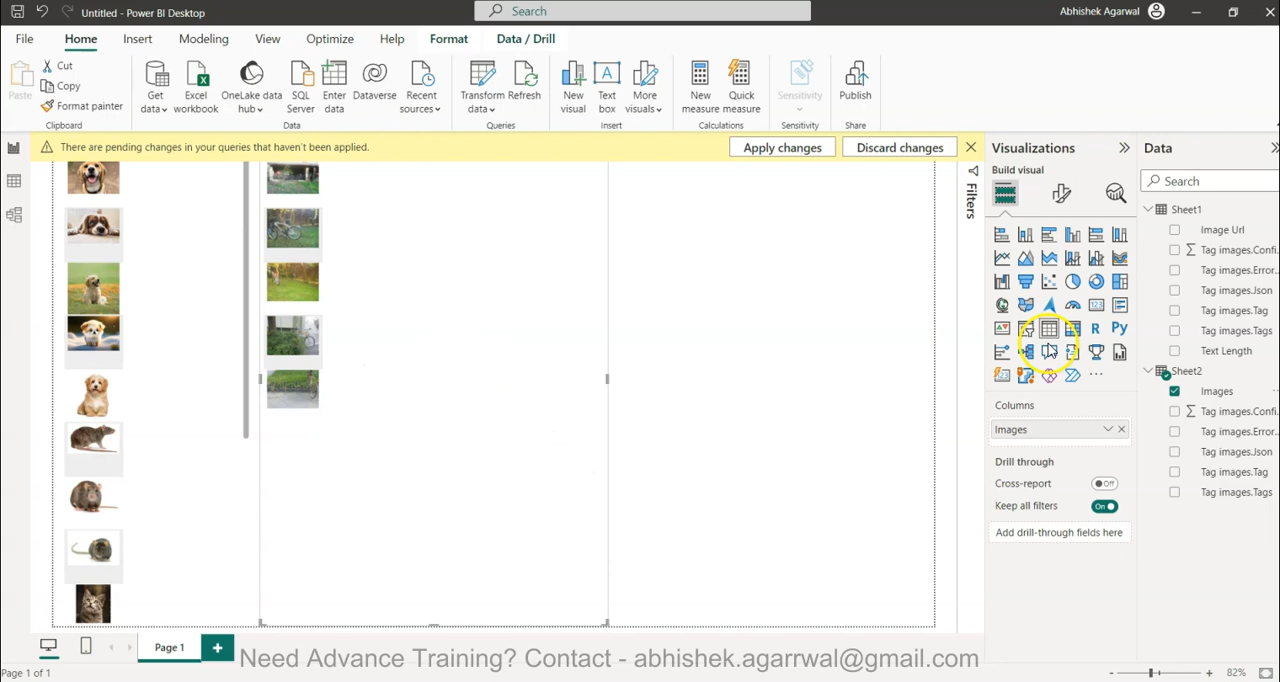 Untitled - Power BI Desktop
Search
Abhishek Agarwal
File
Home
Insert
Modeling
View
Optimize
Help
Format
Data / Drill
Paste
Cut
Copy
Format painter
Clipboard
Get data
Excel workbook
OneLake data hub
SQL Server
Enter data
Dataverse
Recent sources
Data
Transform data
Refresh
Queries
New visual
Text box
More visuals
Insert
New measure
Quick measure
Calculations
Sensitivity
Sensitivity
Publish
Share
There are pending changes in your queries that haven't been applied.
Apply changes
Discard changes
Filters
Visualizations
Build visual
R
Py
Columns
Images
Drill through
Cross-report
Off
Keep all filters
On
Add drill-through fields here
Data
Search
Sheet1
Image Url
Tag images.Confi...
Tag images.Error...
Tag images.Json
Tag images.Tag
Tag images.Tags
Text Length
Sheet2
Images
Tag images.Confi...
Tag images.Error...
Tag images.Json
Tag images.Tag
Tag images.Tags
Page 1
Need Advance Training? Contact - abhishek.agarrwal@gmail.com
Page 1 of 1
82%